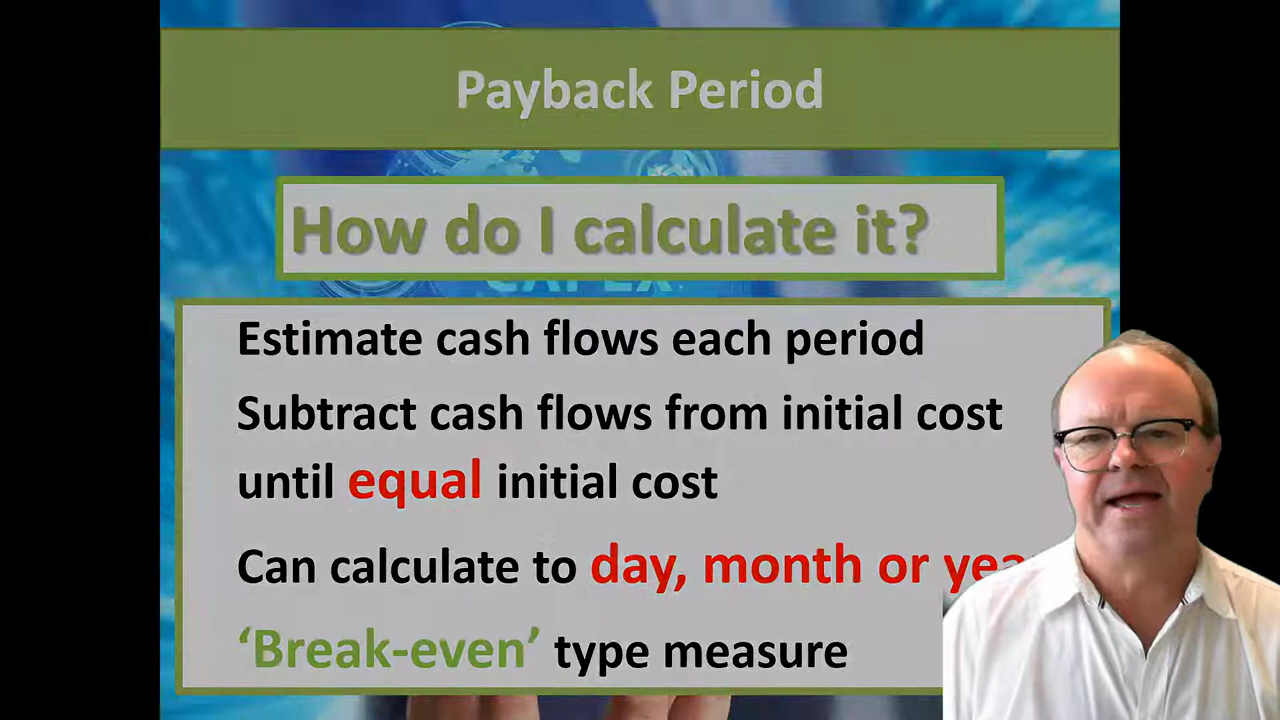 Payback Period
How do I calculate it?
Estimate cash flows each period
Subtract cash flows from initial cost
until equal initial cost
Can calculate to day, month or
'Break-even' type measure